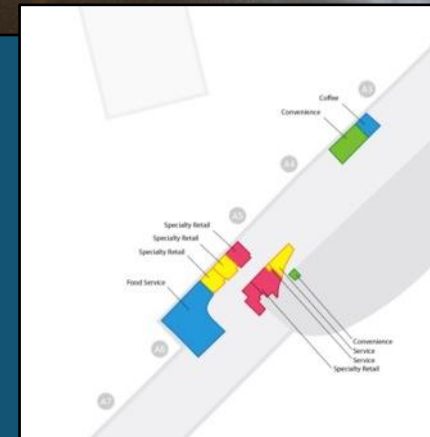 A3
Coffee
Convenience
A4
A5
Specialty Retail
Specialty Retail
Specialty Retail
Food Service
A6
Convenience
Service
Service
Specialty Retail
A7